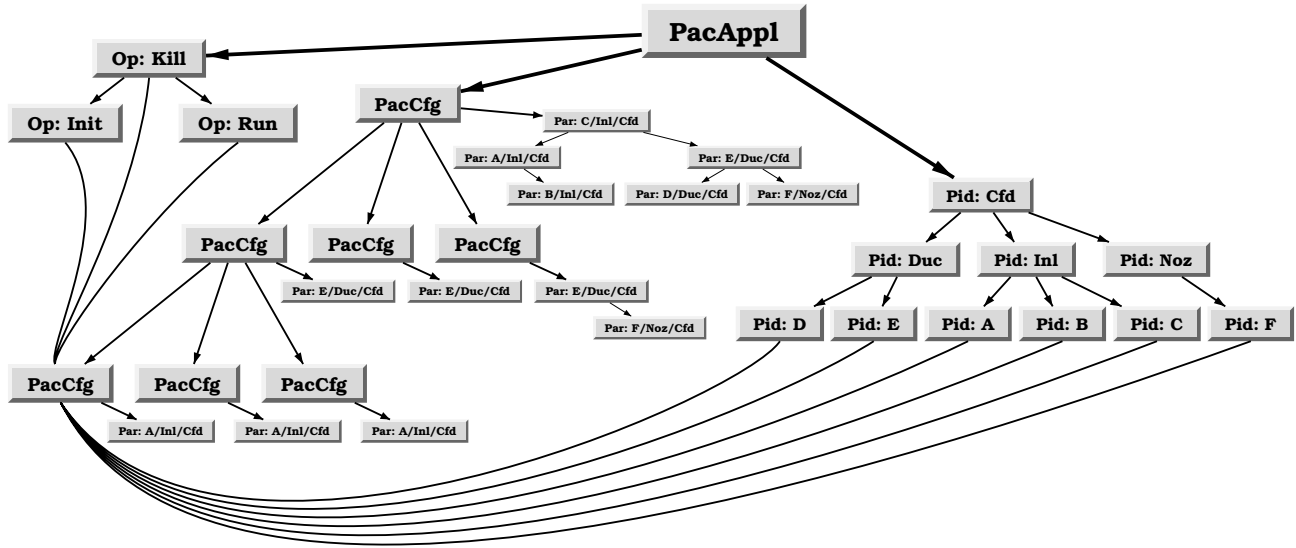 PacAppl
Op: Kill
PacCfg
Op: Init
Op: Run
Par: C/Inl/Cfd
Par: A/Inl/Cfd
Par: E/Duc/Cfd
Par: B/Inl/Cfd
Par: D/Duc/Cfd
Par: F/Noz/Cfd
Pid: Cfd
PacCfg
PacCfg
PacCfg
Pid: Duc
Pid: Inl
Pid: Noz
Par: E/Duc/Cfd
Par: E/Duc/Cfd
Par: E/Duc/Cfd
Par: F/Noz/Cfd
Pid: D
Pid: E
Pid: A
Pid: B
Pid: C
Pid: F
PacCfg
PacCfg
PacCfg
Par: A/Inl/Cfd
Par: A/Inl/Cfd
Par: A/Inl/Cfd